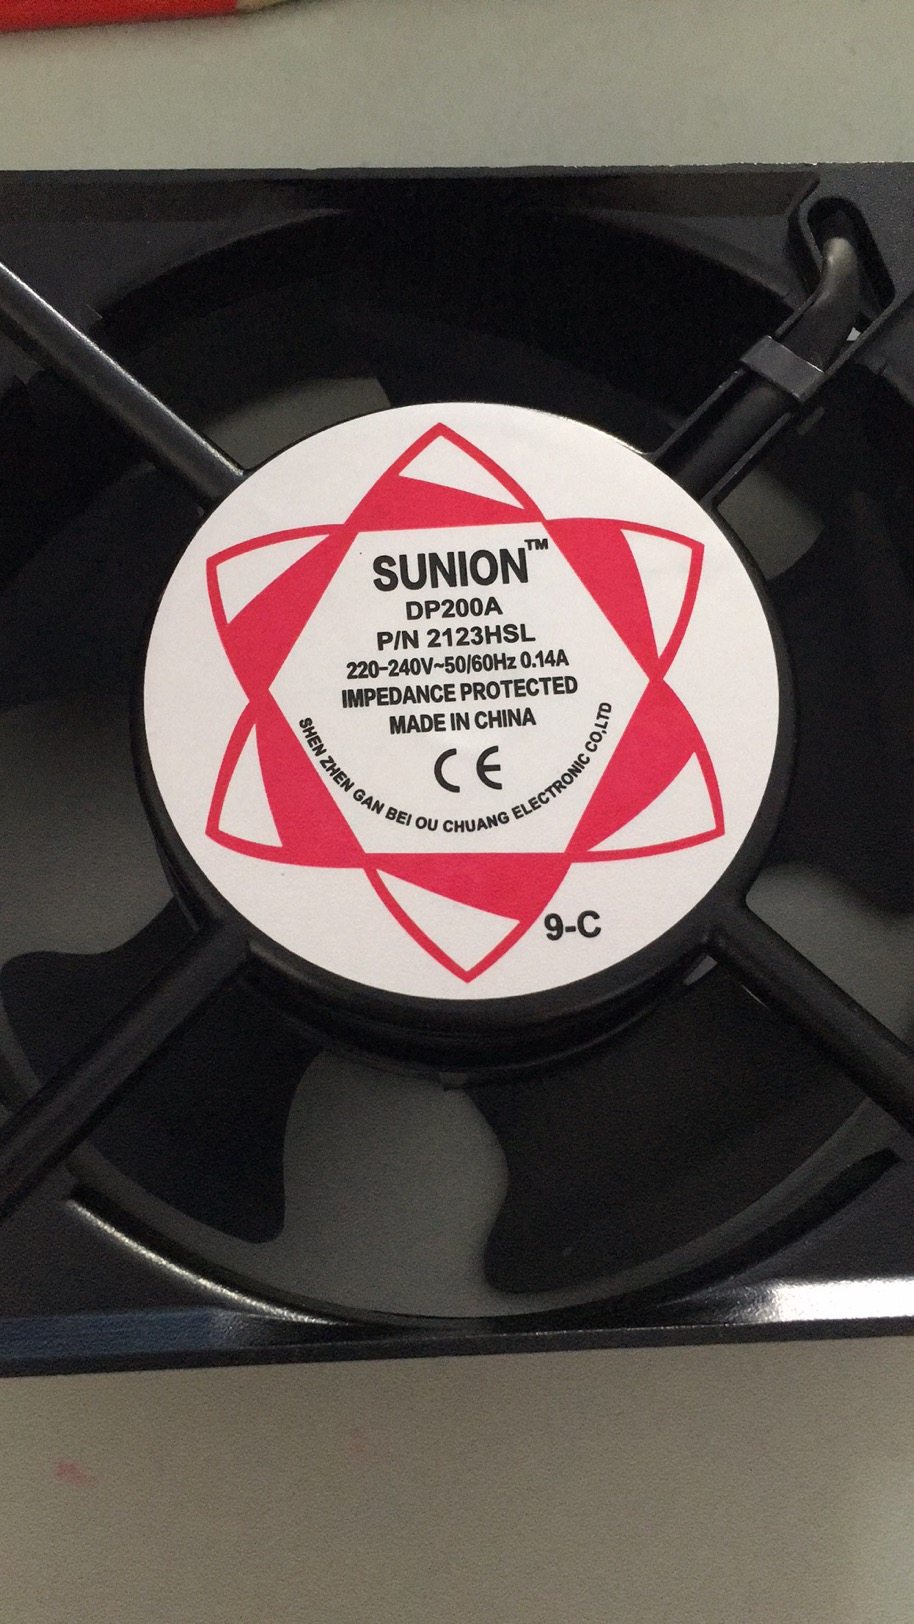 SUNION™
DP200A
P/N 2123HSL
220-240V~50/60Hz 0.14A
IMPEDANCE PROTECTED
MADE IN CHINA
CE
SHEN ZHEN GAN BEI OU CHUANG ELECTRONIC CO,LTD
9-C